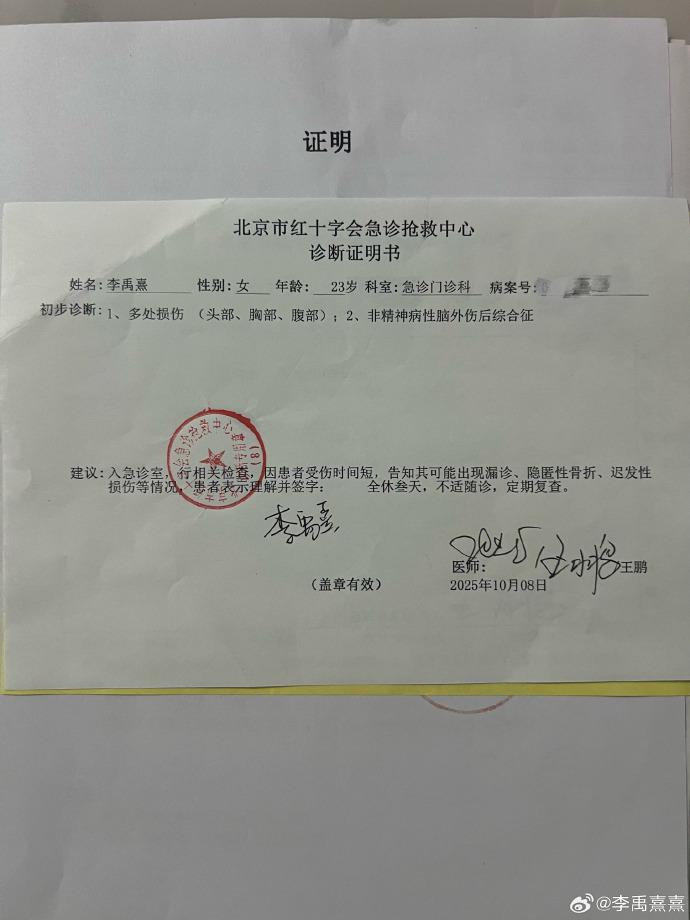 证明
北京市红十字会急诊抢救中心
诊断证明书
姓名：李禹熹 性别：女 年龄： 23岁 科室：急诊门诊科 病案号：
初步诊断：1、多处损伤 （头部、胸部、腹部）；2、非精神病性脑外伤后综合征
建议：入急诊室，行相关检查，因患者受伤时间短，告知其可能出现漏诊、隐匿性骨折、迟发性
损伤等情况，患者表示理解并签字： 全休叁天，不适随诊，定期复查。
李禹熹
医师： 王鹏
（盖章有效） 2025年10月08日
@李禹熹熹